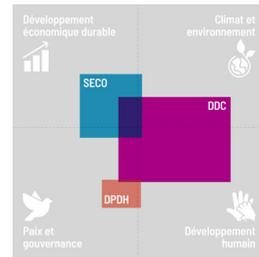 Développement
économique durable
Climat et
environnement
SECO
DDC
DPDH
Paix et
gouvernance
Développement
humain